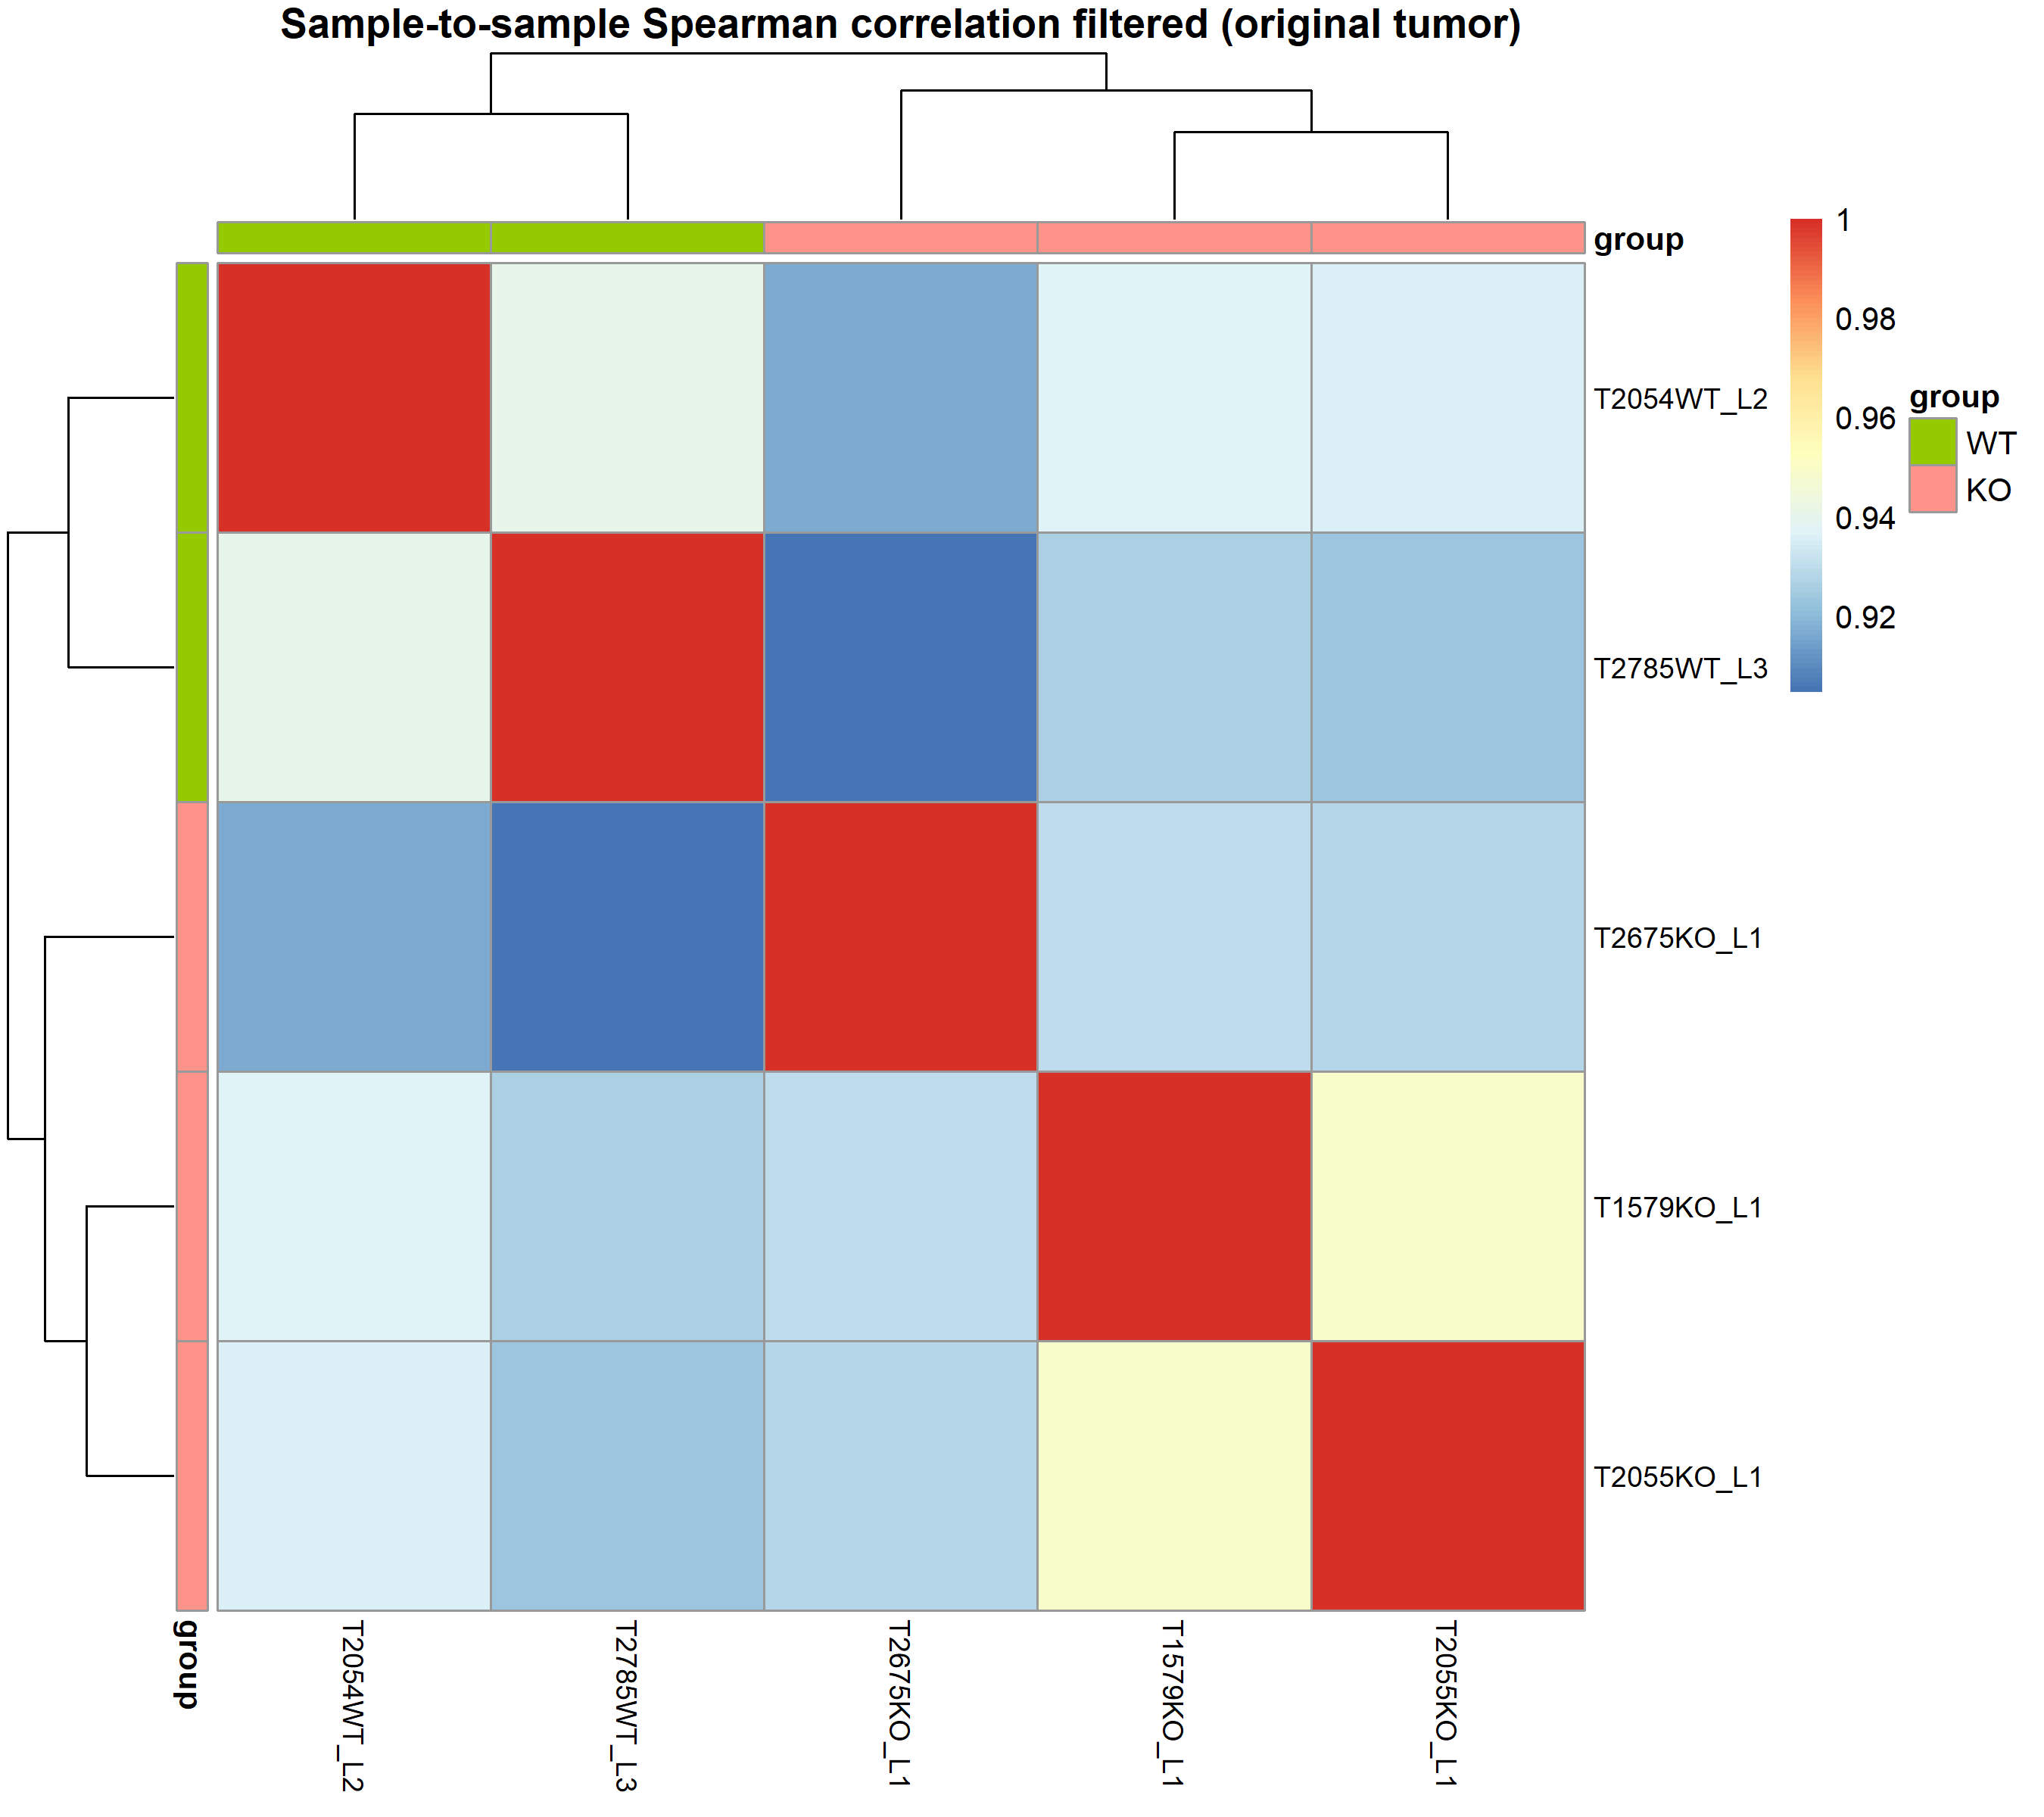 Sample-to-sample Spearman correlation filtered (original tumor)
group
1
0.98
0.96
0.94
0.92
group
WT
KO
T2054WT_L2
T2785WT_L3
T2675KO_L1
T1579KO_L1
T2055KO_L1
group
T2054WT_L2
T2785WT_L3
T2675KO_L1
T1579KO_L1
T2055KO_L1